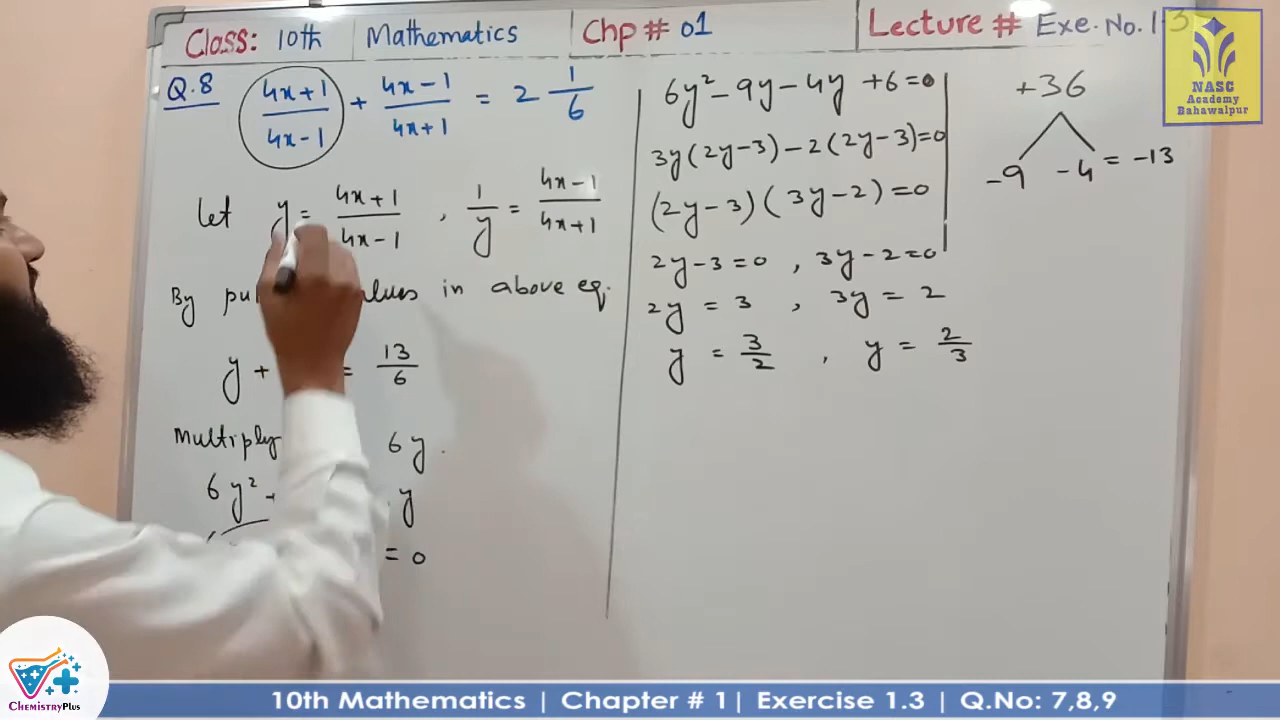 Class: 10th Mathematics Chp # 01 Lecture # Exe. No. 1.3
NASC
Academy
Bahawalpur
Q.8 (4x+1)/(4x-1) + (4x-1)/(4x+1) = 2 1/6
let y = (4x+1)/(4x-1) , 1/y = (4x-1)/(4x+1)
By in above eq.
y + = 13/6
Multiply 6y.
6y² + y
= 0
6y² - 9y - 4y + 6 = 0
3y(2y-3) - 2(2y-3) = 0
(2y-3)(3y-2) = 0
2y-3 = 0 , 3y-2 = 0
2y = 3 , 3y = 2
y = 3/2 , y = 2/3
+36
-9 -4 = -13
ChemistryPlus
10th Mathematics | Chapter # 1| Exercise 1.3 | Q.No: 7,8,9